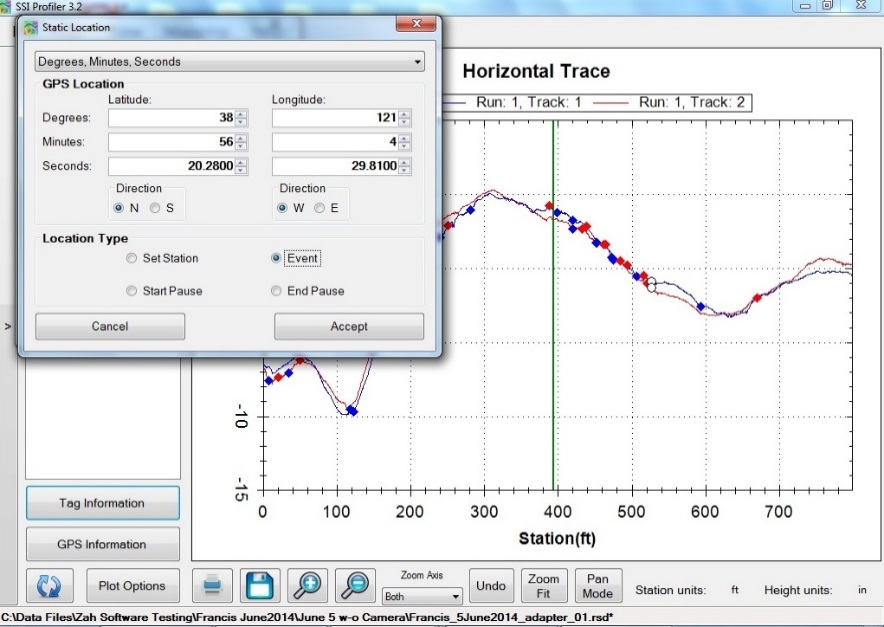 SSI Profiler 3.2
Static Location
Degrees, Minutes, Seconds
GPS Location
Latitude: Longitude:
Degrees: 38 121
Minutes: 56 4
Seconds: 20.2800 29.8100
Direction Direction
N S W E
Location Type
Set Station Event
Start Pause End Pause
Cancel Accept
Horizontal Trace
Run: 1, Track: 1 Run: 1, Track: 2
>
-10
-15
0 100 200 300 400 500 600 700
Station(ft)
Tag Information
GPS Information
Plot Options
Zoom Axis
Both
Undo
Zoom Fit
Pan Mode
Station units: ft Height units: in
C:\Data Files\Zah Software Testing\Francis June2014\June 5 w-o Camera\Francis_5June2014_adapter_01.rsd*